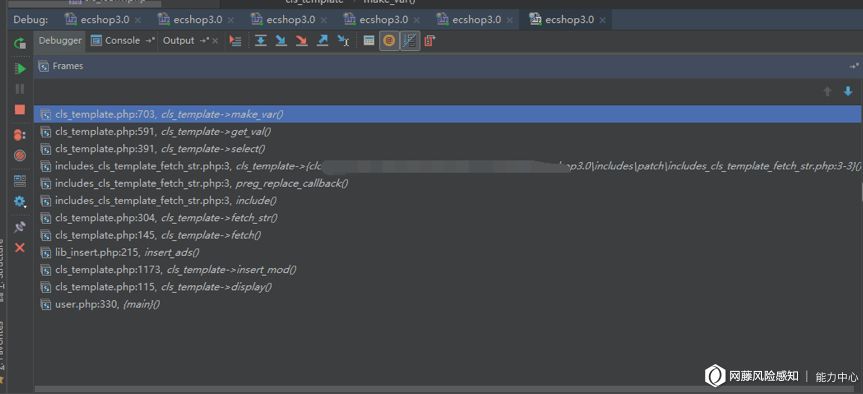 cls_template
make_var()
Debug: ecshop3.0 ecshop3.0 ecshop3.0 ecshop3.0 ecshop3.0 ecshop3.0
Debugger Console Output
Frames
cls_template.php:703, cls_template->make_var()
cls_template.php:591, cls_template->get_val()
cls_template.php:391, cls_template->select()
includes_cls_template_fetch_str.php:3, cls_template->{clo hop3.0\includes\patch\includes_cls_template_fetch_str.php:3-3}()
includes_cls_template_fetch_str.php:3, preg_replace_callback()
includes_cls_template_fetch_str.php:3, include()
cls_template.php:304, cls_template->fetch_str()
cls_template.php:145, cls_template->fetch()
lib_insert.php:215, insert_ads()
cls_template.php:1173, cls_template->insert_mod()
cls_template.php:115, cls_template->display()
user.php:330, {main}()
网藤风险感知 | 能力中心